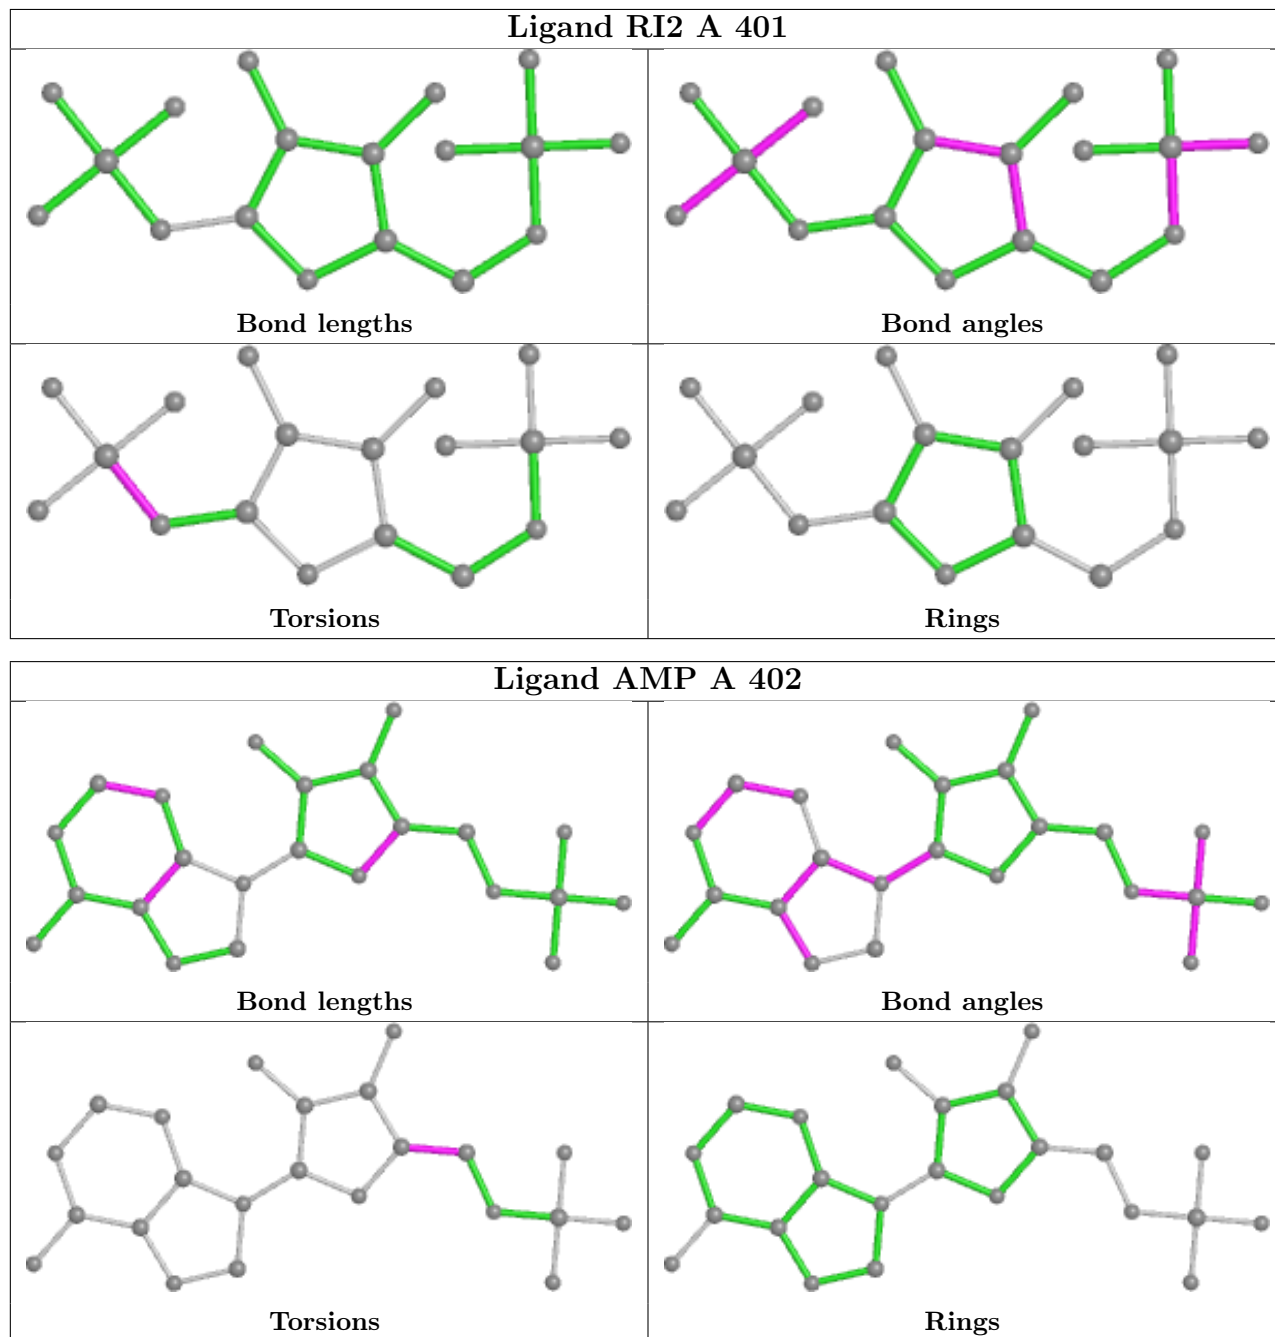 Ligand RI2 A 401
Bond lengths
Bond angles
Torsions
Rings
Ligand AMP A 402
Bond lengths
Bond angles
Torsions
Rings